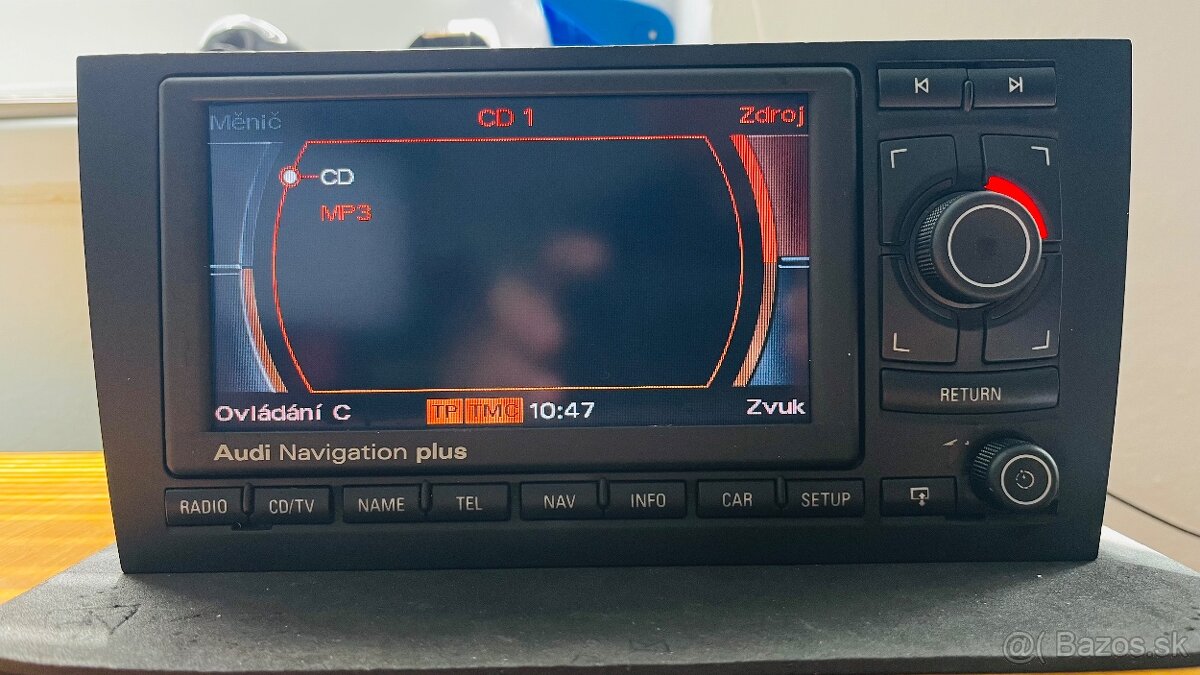 Měnič CD 1 Zdroj
CD
MP3
Ovládání C TP TMC 10:47 Zvuk
Audi Navigation plus
RETURN
RADIO CD/TV NAME TEL NAV INFO CAR SETUP
@( Bazos.sk